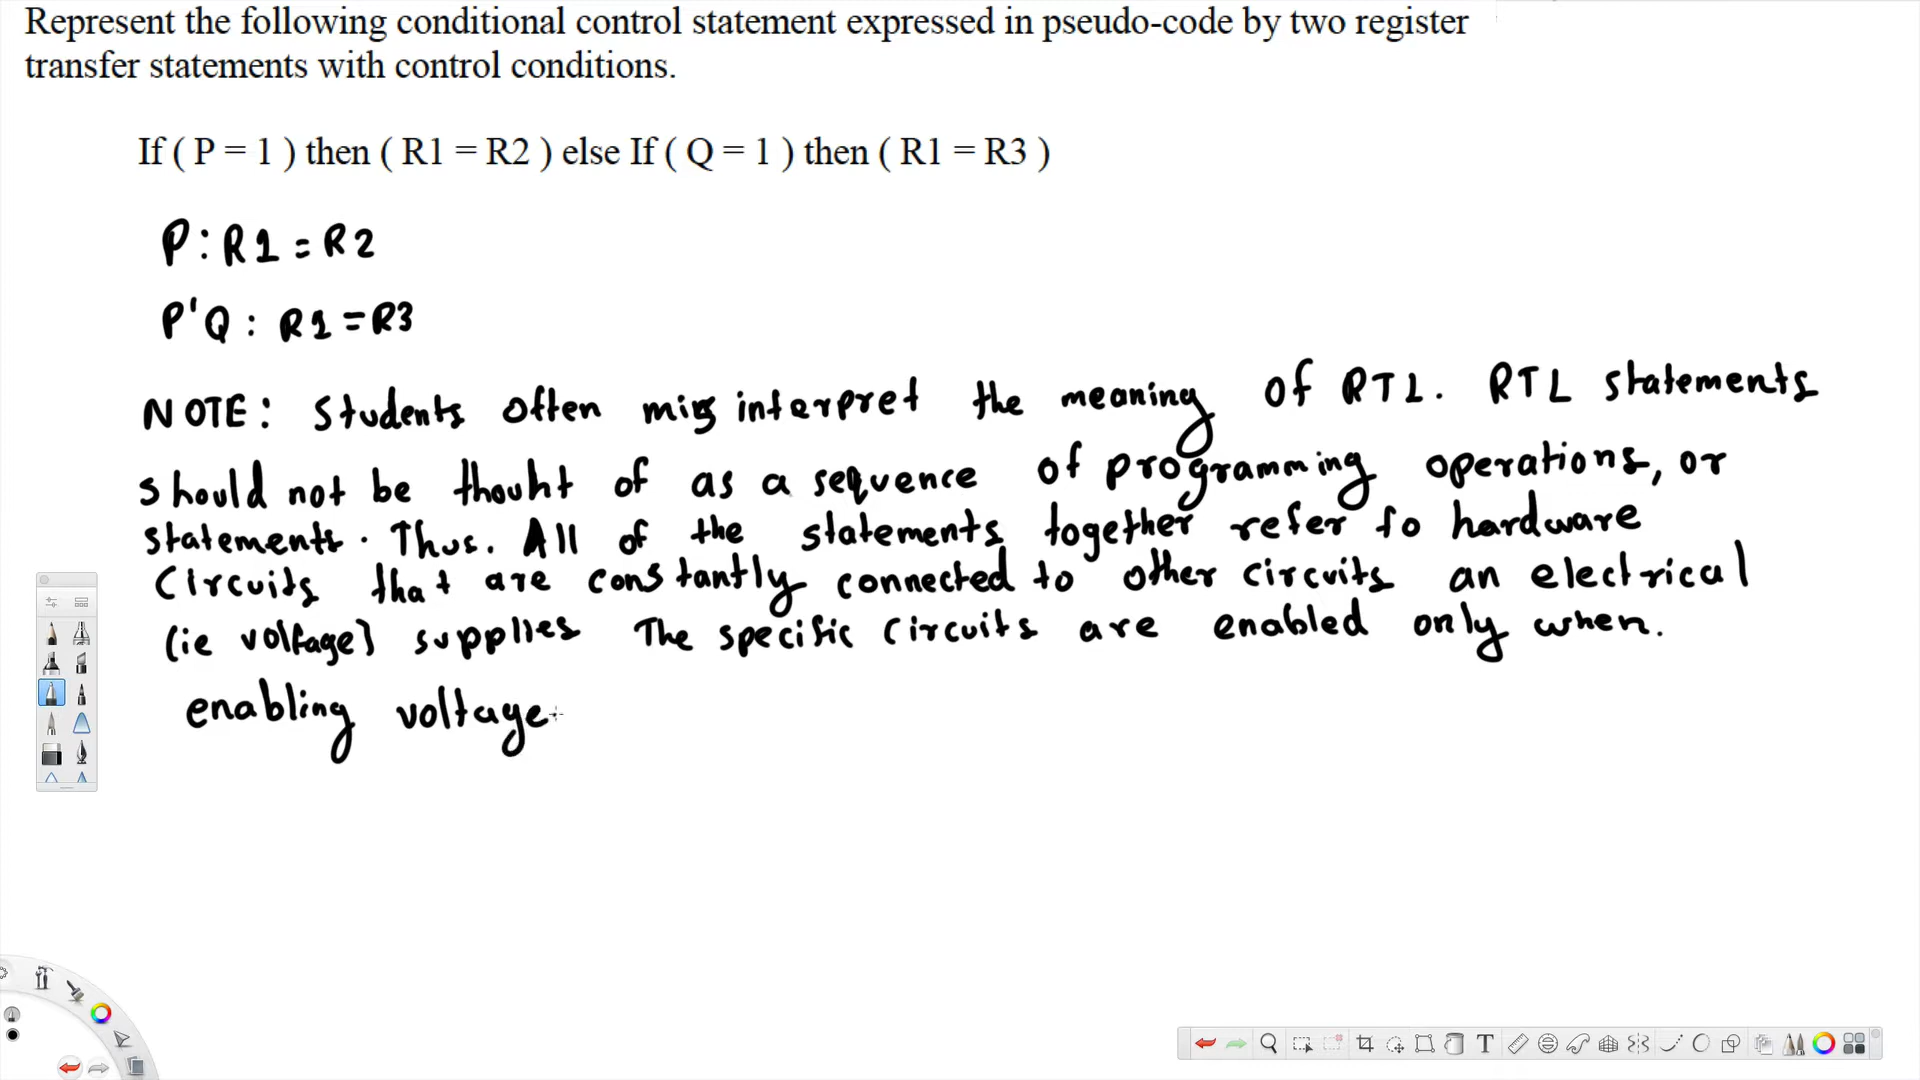 Represent the following conditional control statement expressed in pseudo-code by two register
transfer statements with control conditions.
If ( P = 1 ) then ( R1 = R2 ) else If ( Q = 1 ) then ( R1 = R3 )
P: R1 = R2
P'Q: R1 = R3
NOTE: Students often misinterpret the meaning of RTL. RTL statements
should not be thouht of as a sequence of programming operations, or
statements. Thus. All of the statements together refer to hardware
Circuits that are constantly connected to other circuits an electrical
(ie voltage) supplies The specific circuits are enabled only when.
enabling voltage
T